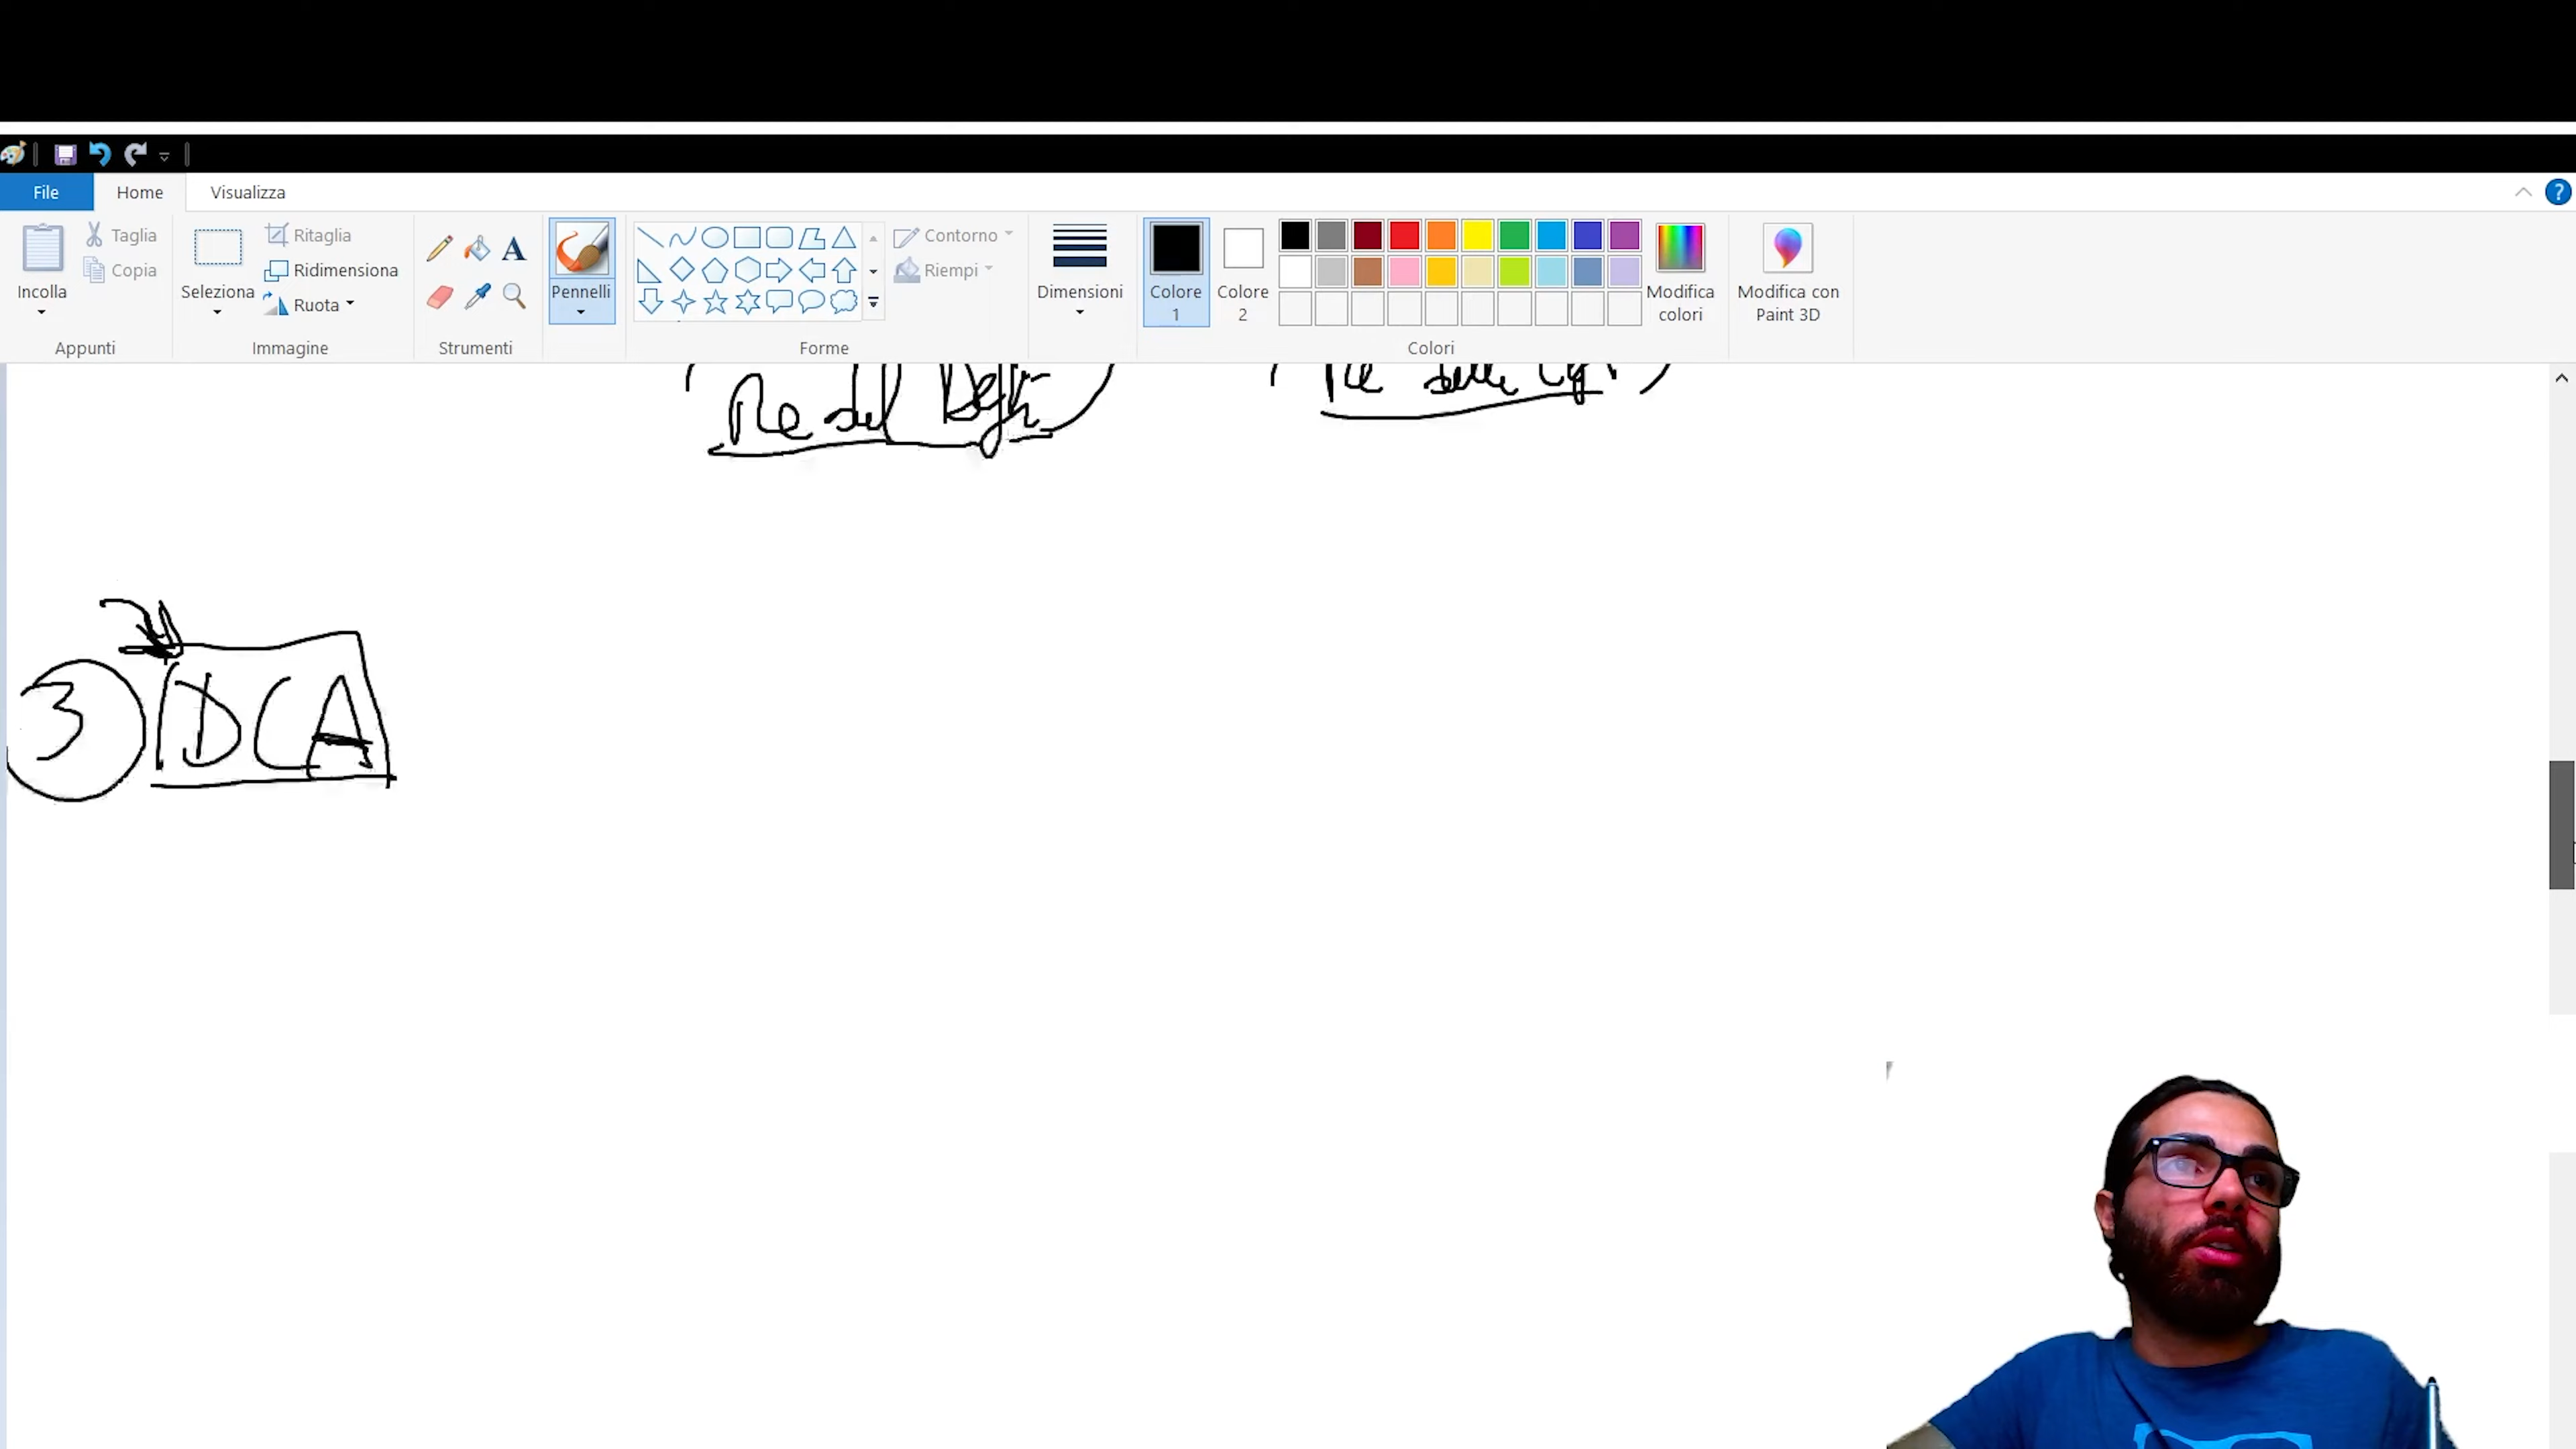 File Home Visualizza
Incolla
Taglia
Copia
Appunti
Seleziona
Ritaglia
Ridimensiona
Ruota
Immagine
Strumenti
Pennelli
Forme
Contorno
Riempi
Dimensioni
Colore 1
Colore 2
Colori
Modifica colori
Modifica con Paint 3D
Re del
3 DCA